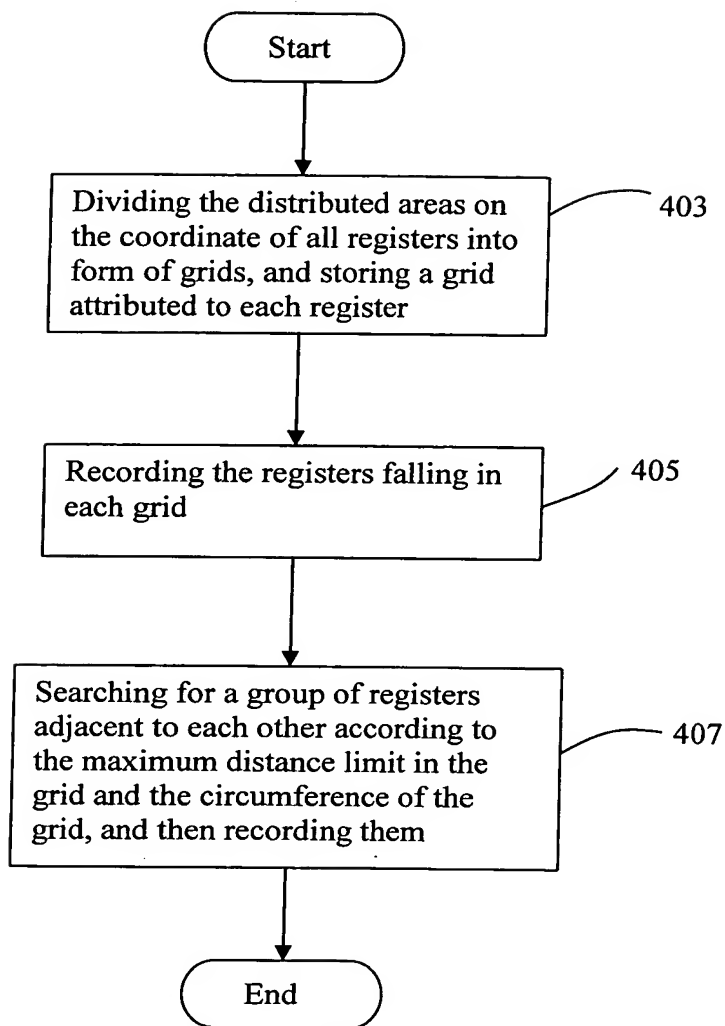 Start
Dividing the distributed areas on
the coordinate of all registers into
form of grids, and storing a grid
attributed to each register
403
Recording the registers falling in
each grid
405
Searching for a group of registers
adjacent to each other according to
the maximum distance limit in the
grid and the circumference of the
grid, and then recording them
407
End